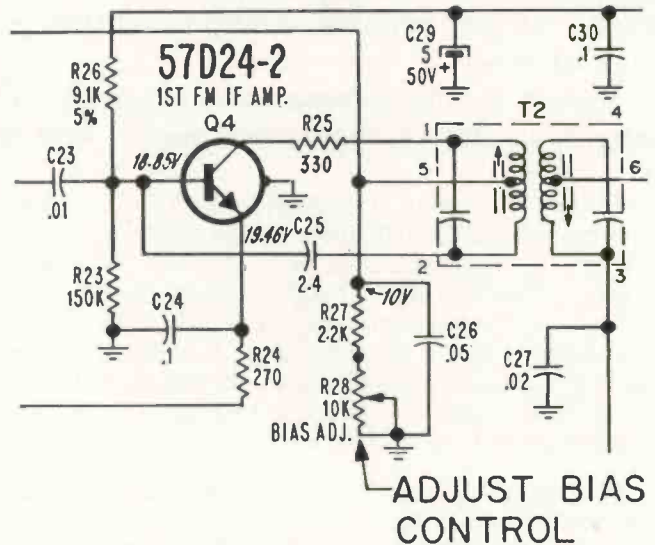 57D24-2
1ST FM IF AMP.
Q4
R26
9.1K
5%
C29
5
50V+
C30
.1
T2
R25
330
1
4
5
6
2
3
C23
.01
18.85V
19.46V
C25
2.4
R23
150K
C24
.1
R24
270
10V
R27
2.2K
C26
.05
C27
.02
R28
10K
BIAS ADJ.
ADJUST BIAS
CONTROL